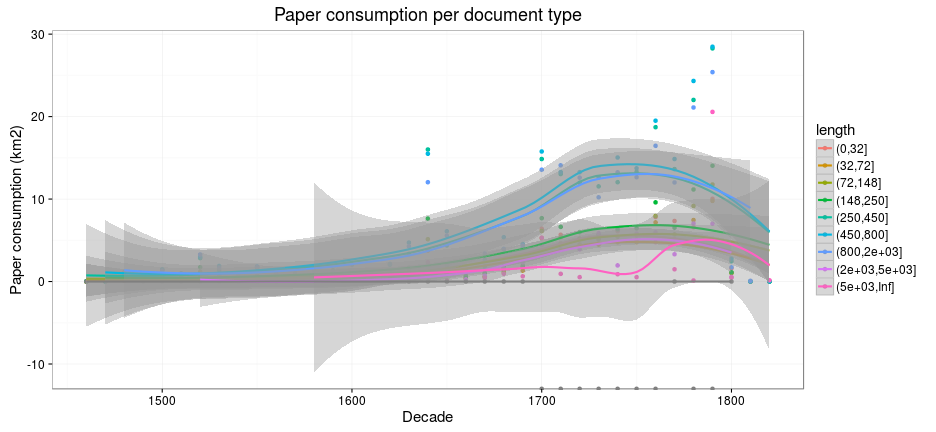 Paper consumption per document type
30
20
10
0
-10
Paper consumption (km2)
1500
1600
1700
1800
Decade
length
(0,32]
(32,72]
(72,148]
(148,250]
(250,450]
(450,800]
(800,2e+03]
(2e+03,5e+03]
(5e+03,Inf]